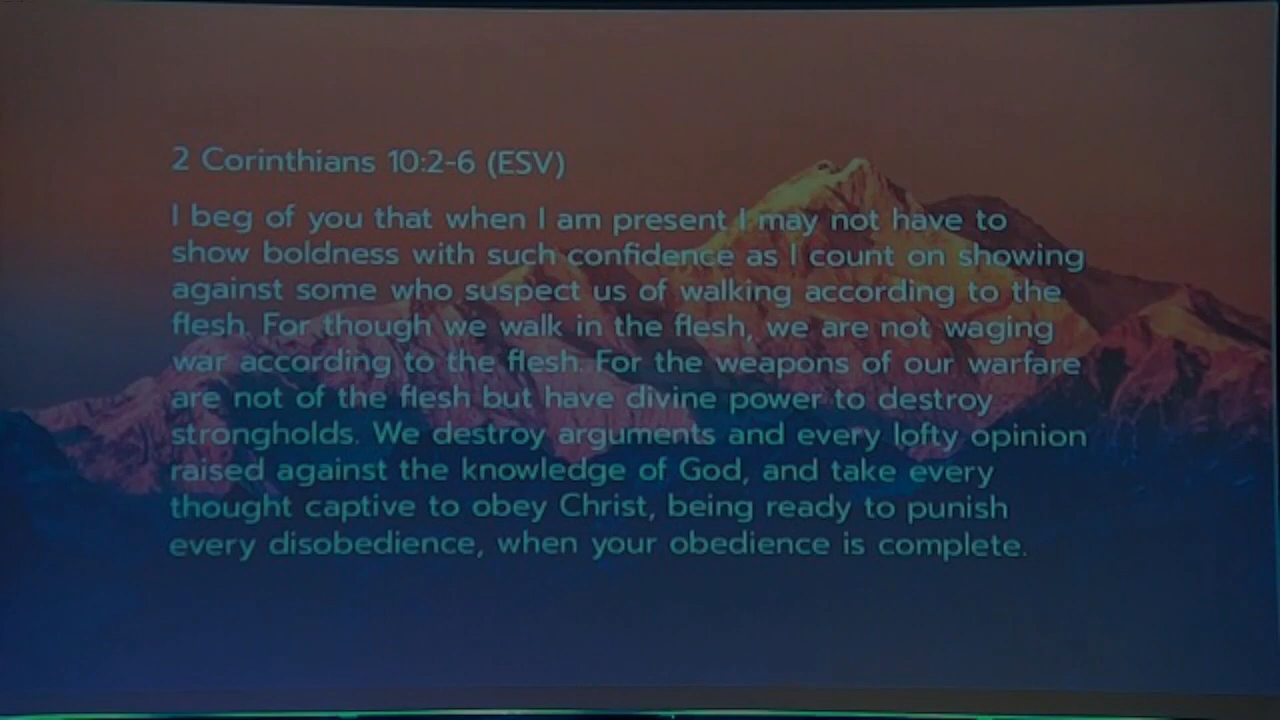 2 Corinthians 10:2-6 (ESV)
I beg of you that when I am present I may not have to
show boldness with such confidence as I count on showing
against some who suspect us of walking according to the
flesh. For though we walk in the flesh, we are not waging
war according to the flesh. For the weapons of our warfare
are not of the flesh but have divine power to destroy
strongholds. We destroy arguments and every lofty opinion
raised against the knowledge of God, and take every
thought captive to obey Christ, being ready to punish
every disobedience, when your obedience is complete.